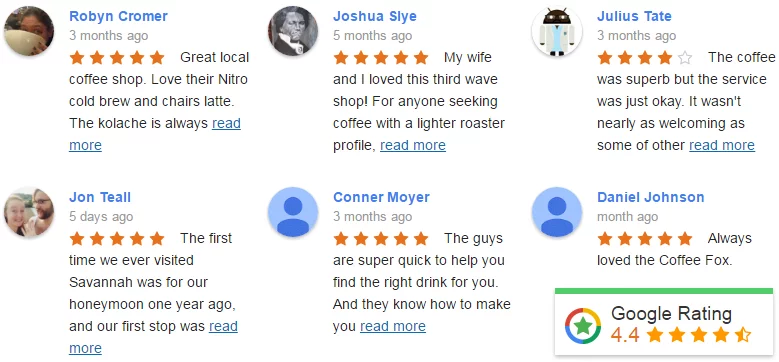 Robyn Cromer
3 months ago
Great local
coffee shop. Love their Nitro
cold brew and chairs latte.
The kolache is always read
more
Joshua Slye
5 months ago
My wife
and I loved this third wave
shop! For anyone seeking
coffee with a lighter roaster
profile, read more
Julius Tate
3 months ago
The coffee
was superb but the service
was just okay. It wasn't
nearly as welcoming as
some of other read more
Jon Teall
5 days ago
The first
time we ever visited
Savannah was for our
honeymoon one year ago,
and our first stop was read
more
Conner Moyer
3 months ago
The guys
are super quick to help you
find the right drink for you.
And they know how to make
you read more
Daniel Johnson
month ago
Always
loved the Coffee Fox.
Google Rating
4.4